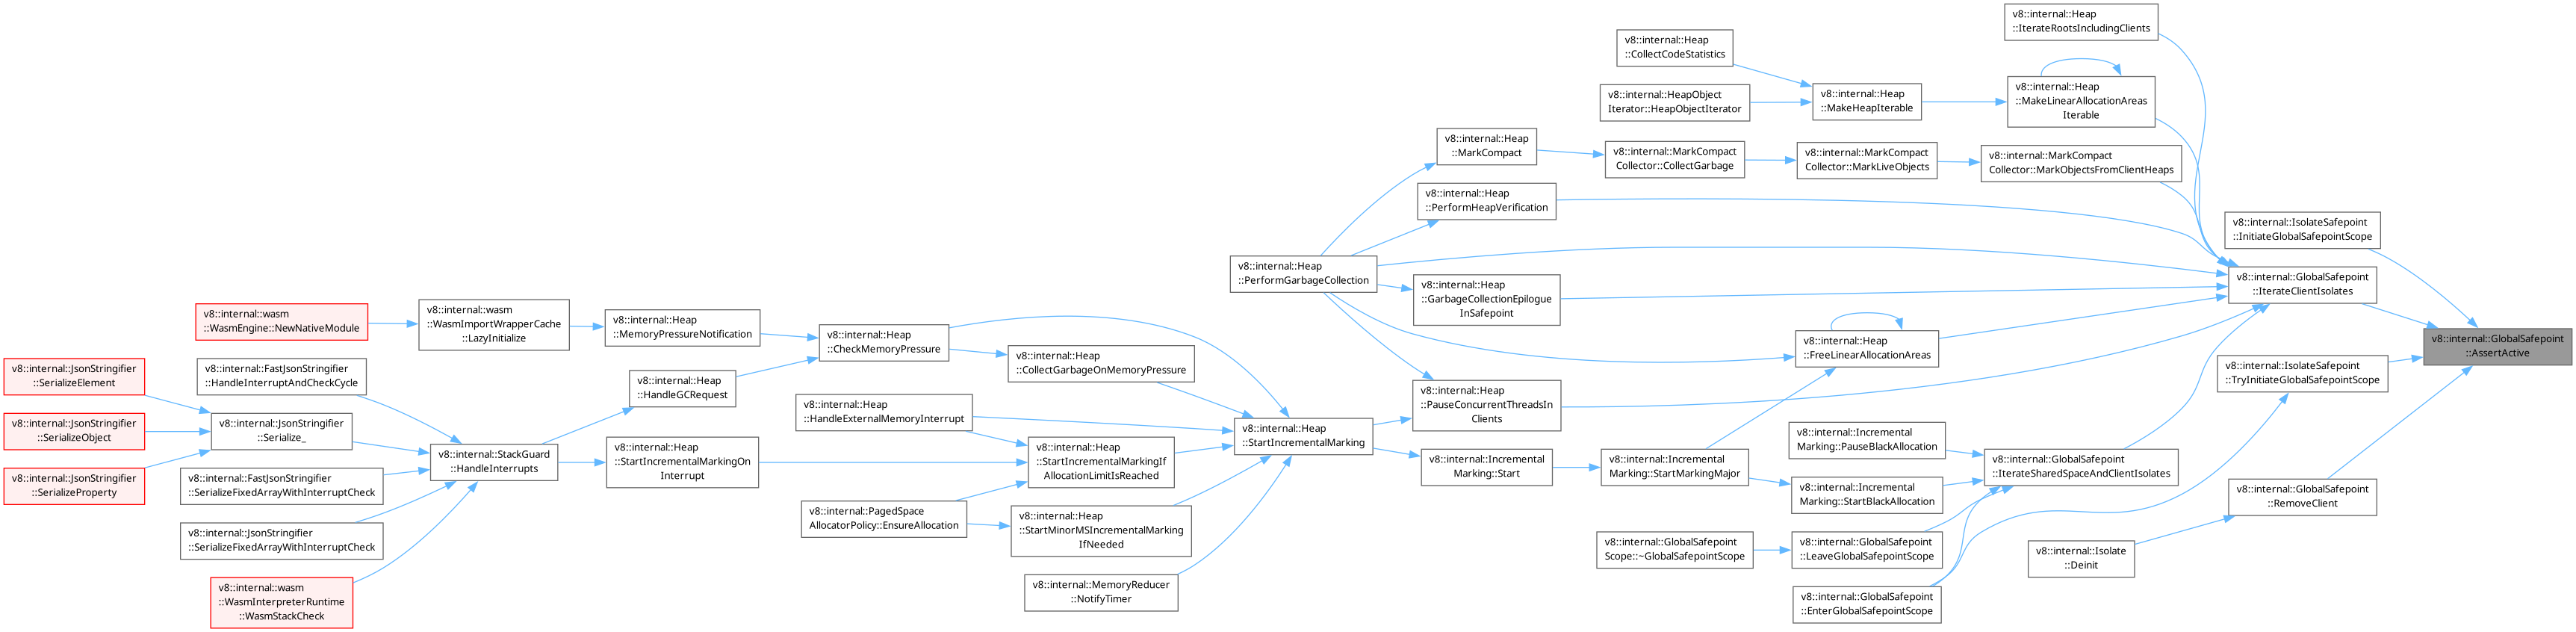 v8::internal::Heap
::IterateRootsIncludingClients
v8::internal::Heap
::CollectCodeStatistics
v8::internal::Heap
::MakeLinearAllocationAreas
Iterable
v8::internal::HeapObject
Iterator::HeapObjectIterator
v8::internal::Heap
::MakeHeapIterable
v8::internal::Heap
::MarkCompact
v8::internal::MarkCompact
Collector::CollectGarbage
v8::internal::MarkCompact
Collector::MarkLiveObjects
v8::internal::MarkCompact
Collector::MarkObjectsFromClientHeaps
v8::internal::Heap
::PerformHeapVerification
v8::internal::IsolateSafepoint
::InitiateGlobalSafepointScope
v8::internal::Heap
::PerformGarbageCollection
v8::internal::Heap
::GarbageCollectionEpilogue
InSafepoint
v8::internal::GlobalSafepoint
::IterateClientIsolates
v8::internal::wasm
::WasmEngine::NewNativeModule
v8::internal::wasm
::WasmImportWrapperCache
::LazyInitialize
v8::internal::Heap
::MemoryPressureNotification
v8::internal::Heap
::CheckMemoryPressure
v8::internal::Heap
::CollectGarbageOnMemoryPressure
v8::internal::Heap
::FreeLinearAllocationAreas
v8::internal::GlobalSafepoint
::AssertActive
v8::internal::JsonStringifier
::SerializeElement
v8::internal::FastJsonStringifier
::HandleInterruptAndCheckCycle
v8::internal::Heap
::HandleGCRequest
v8::internal::IsolateSafepoint
::TryInitiateGlobalSafepointScope
v8::internal::Heap
::HandleExternalMemoryInterrupt
v8::internal::Heap
::PauseConcurrentThreadsIn
Clients
v8::internal::JsonStringifier
::SerializeObject
v8::internal::JsonStringifier
::Serialize_
v8::internal::Heap
::StartIncrementalMarking
v8::internal::Incremental
Marking::PauseBlackAllocation
v8::internal::JsonStringifier
::SerializeProperty
v8::internal::FastJsonStringifier
::SerializeFixedArrayWithInterruptCheck
v8::internal::StackGuard
::HandleInterrupts
v8::internal::Heap
::StartIncrementalMarkingOn
Interrupt
v8::internal::Heap
::StartIncrementalMarkingIf
AllocationLimitIsReached
v8::internal::Incremental
Marking::Start
v8::internal::Incremental
Marking::StartMarkingMajor
v8::internal::GlobalSafepoint
::IterateSharedSpaceAndClientIsolates
v8::internal::Incremental
Marking::StartBlackAllocation
v8::internal::GlobalSafepoint
::RemoveClient
v8::internal::PagedSpace
AllocatorPolicy::EnsureAllocation
v8::internal::Heap
::StartMinorMSIncrementalMarking
IfNeeded
v8::internal::JsonStringifier
::SerializeFixedArrayWithInterruptCheck
v8::internal::GlobalSafepoint
Scope::~GlobalSafepointScope
v8::internal::GlobalSafepoint
::LeaveGlobalSafepointScope
v8::internal::Isolate
::Deinit
v8::internal::wasm
::WasmInterpreterRuntime
::WasmStackCheck
v8::internal::MemoryReducer
::NotifyTimer
v8::internal::GlobalSafepoint
::EnterGlobalSafepointScope